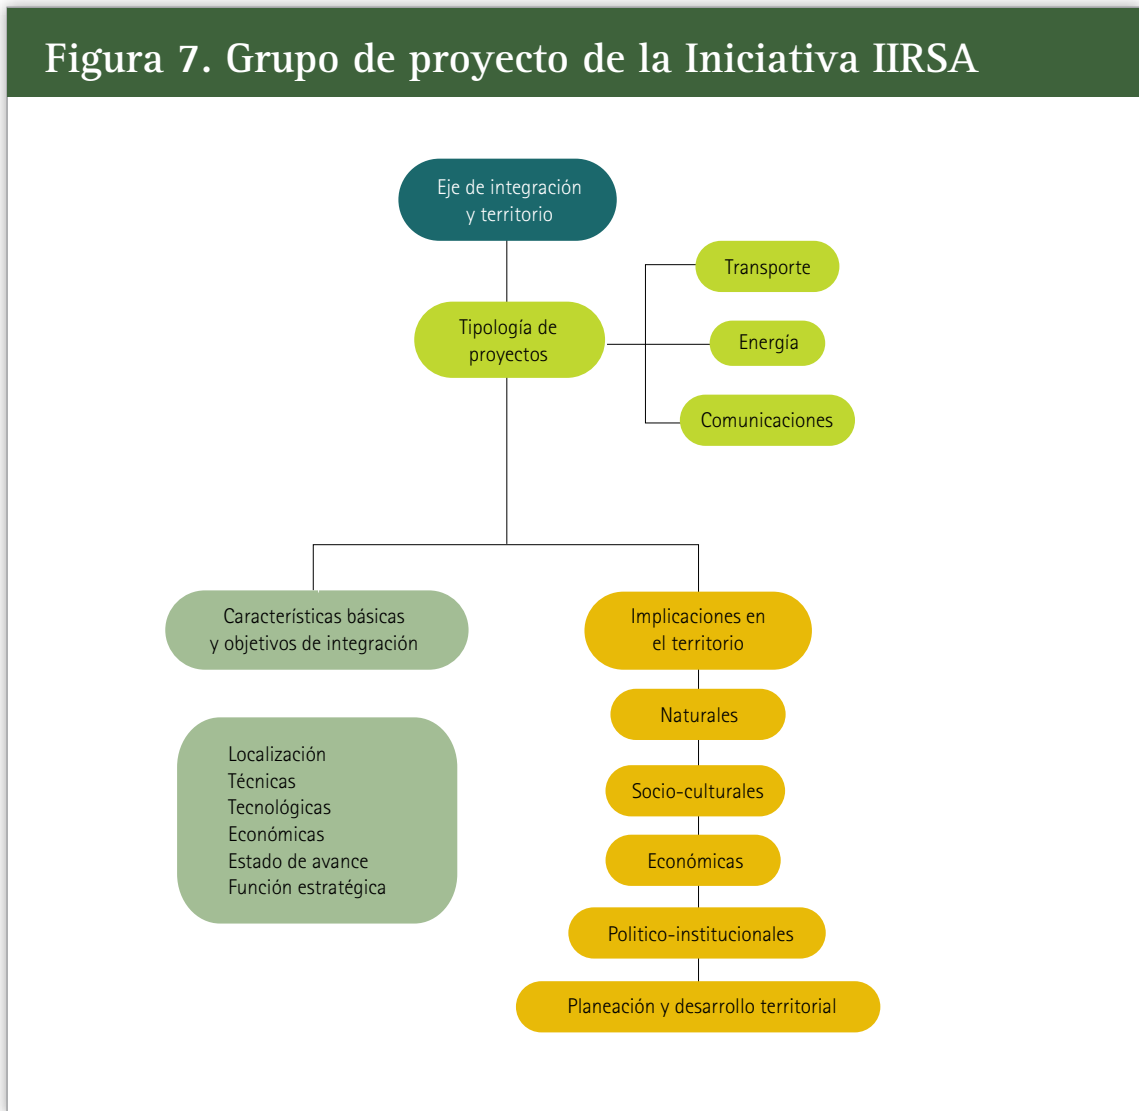 Figura 7. Grupo de proyecto de la Iniciativa IIRSA
Eje de integración
y territorio
Tipología de
proyectos
Transporte
Energía
Comunicaciones
Características básicas
y objetivos de integración
Localización
Técnicas
Tecnológicas
Económicas
Estado de avance
Función estratégica
Implicaciones en
el territorio
Naturales
Socio-culturales
Económicas
Politico-institucionales
Planeación y desarrollo territorial